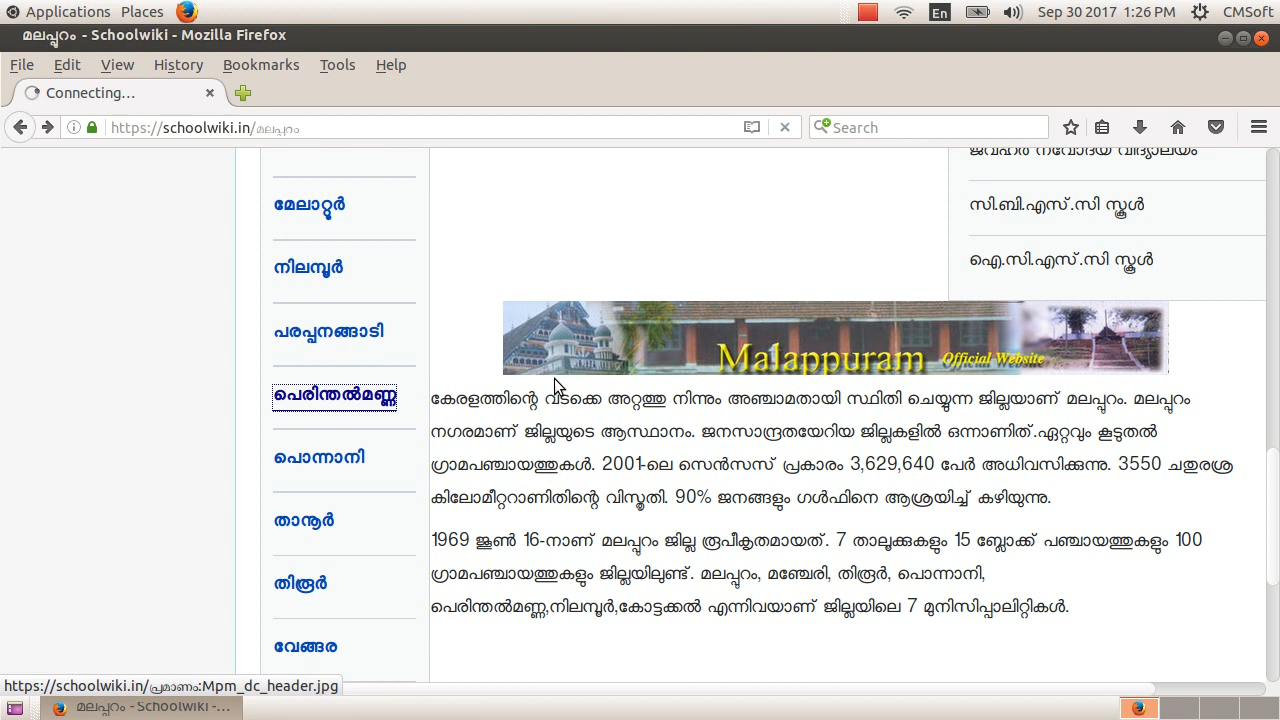 Applications Places En Sep 30 2017 1:26 PM CMSoft
മലപ്പുറം - Schoolwiki - Mozilla Firefox
File Edit View History Bookmarks Tools Help
Connecting...
https://schoolwiki.in/മലപ്പുറം Search
ജവഹർ നവോദയ വിദ്യാലയം
മേലാറ്റൂർ
സി.ബി.എസ്.സി സ്കൂൾ
നിലമ്പൂർ
ഐ.സി.എസ്.സി സ്കൂൾ
പരപ്പനങ്ങാടി
Malappuram Official Website
പെരിന്തൽമണ്ണ
കേരളത്തിന്റെ വടക്കെ അറ്റത്തു നിന്നും അഞ്ചാമതായി സ്ഥിതി ചെയ്യുന്ന ജില്ലയാണ് മലപ്പുറം. മലപ്പുറം
നഗരമാണ് ജില്ലയുടെ ആസ്ഥാനം. ജനസാന്ദ്രതയേറിയ ജില്ലകളിൽ ഒന്നാണിത്.ഏറ്റവും കൂടുതൽ
ഗ്രാമപഞ്ചായത്തുകൾ. 2001-ലെ സെൻസസ് പ്രകാരം 3,629,640 പേർ അധിവസിക്കുന്നു. 3550 ചതുരശ്ര
കിലോമീറ്ററാണിതിന്റെ വിസ്തൃതി. 90% ജനങ്ങളും ഗൾഫിനെ ആശ്രയിച്ച് കഴിയുന്നു.
പൊന്നാനി
1969 ജൂൺ 16-നാണ് മലപ്പുറം ജില്ല രൂപീകൃതമായത്. 7 താലൂക്കുകളും 15 ബ്ലോക്ക് പഞ്ചായത്തുകളും 100
ഗ്രാമപഞ്ചായത്തുകളും ജില്ലയിലുണ്ട്. മലപ്പുറം, മഞ്ചേരി, തിരൂർ, പൊന്നാനി,
പെരിന്തൽമണ്ണ,നിലമ്പൂർ,കോട്ടക്കൽ എന്നിവയാണ് ജില്ലയിലെ 7 മുനിസിപ്പാലിറ്റികൾ.
താനൂർ
തിരൂർ
വേങ്ങര
https://schoolwiki.in/പ്രമാണം:Mpm_dc_header.jpg
മലപ്പുറം - Schoolwiki -...